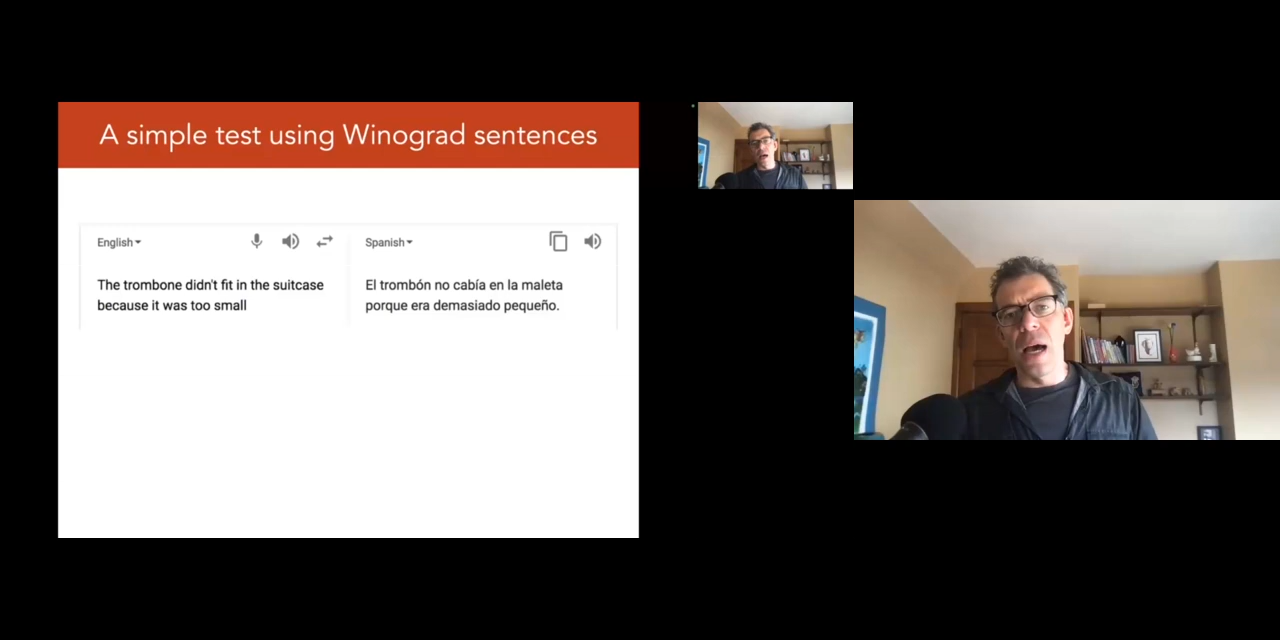 A simple test using Winograd sentences
English
Spanish
The trombone didn't fit in the suitcase
because it was too small
El trombón no cabía en la maleta
porque era demasiado pequeño.